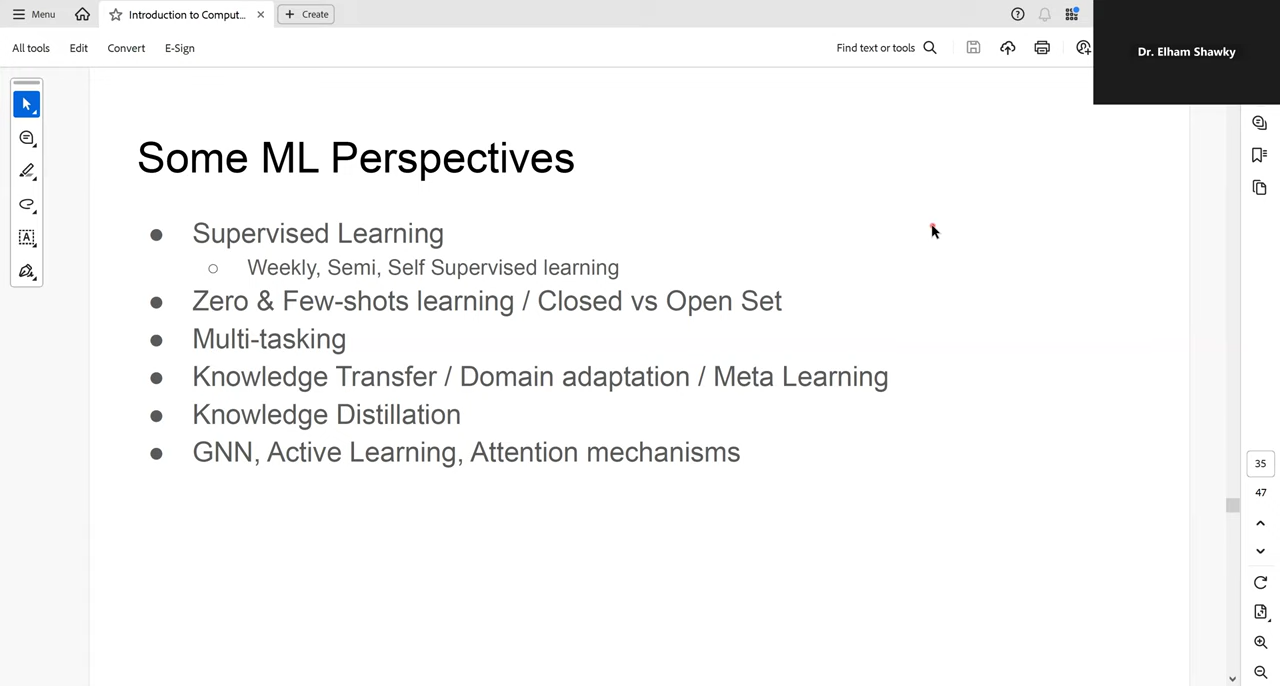 Menu
Introduction to Comput...
Create
All tools
Edit
Convert
E-Sign
Find text or tools
Dr. Elham Shawky
Some ML Perspectives
● Supervised Learning
○ Weekly, Semi, Self Supervised learning
● Zero & Few-shots learning / Closed vs Open Set
● Multi-tasking
● Knowledge Transfer / Domain adaptation / Meta Learning
● Knowledge Distillation
● GNN, Active Learning, Attention mechanisms
35
47